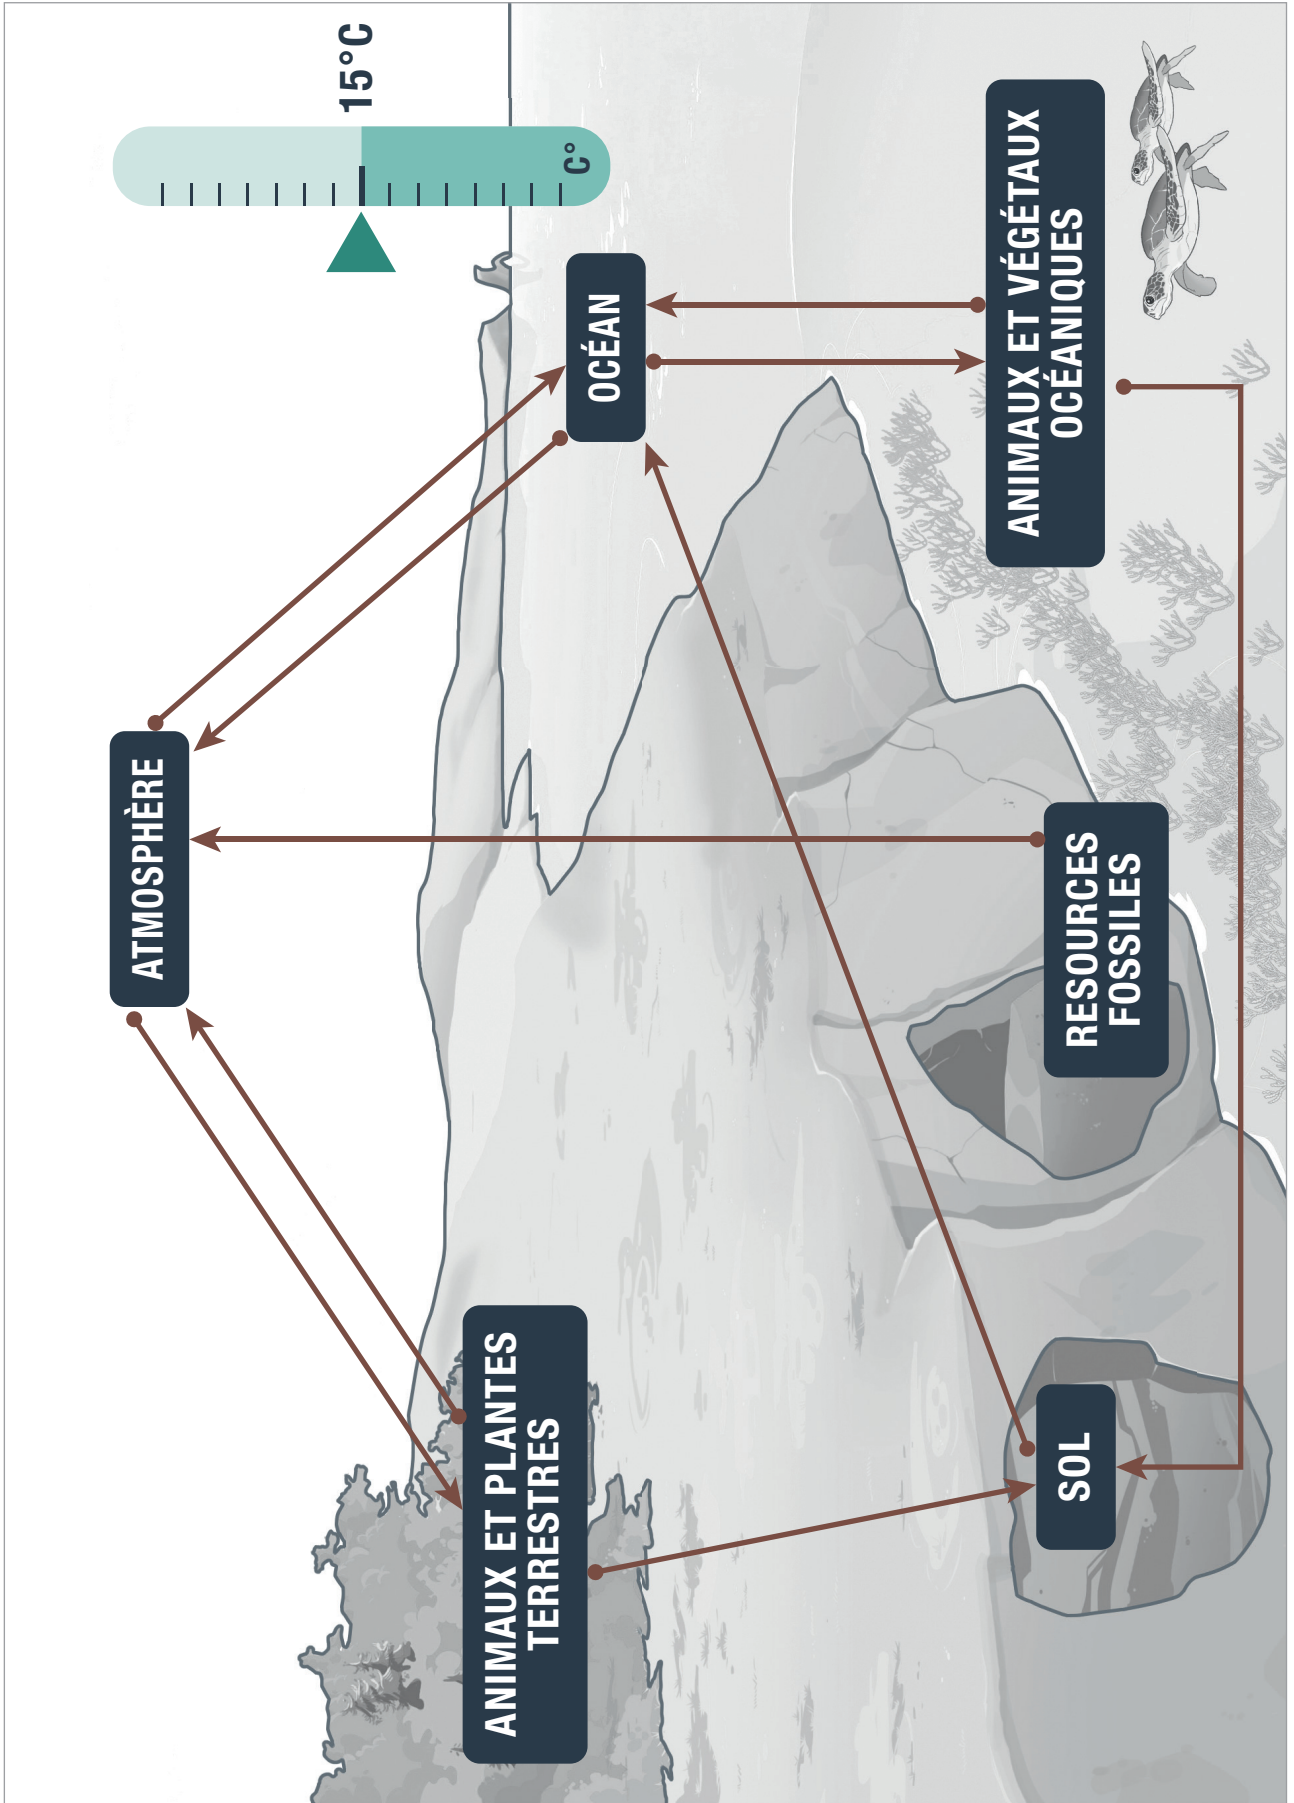 ATMOSPHÈRE
15°C
C°
ANIMAUX ET PLANTES
TERRESTRES
OCÉAN
ANIMAUX ET VÉGÉTAUX
OCÉANIQUES
RESOURCES
FOSSILES
SOL